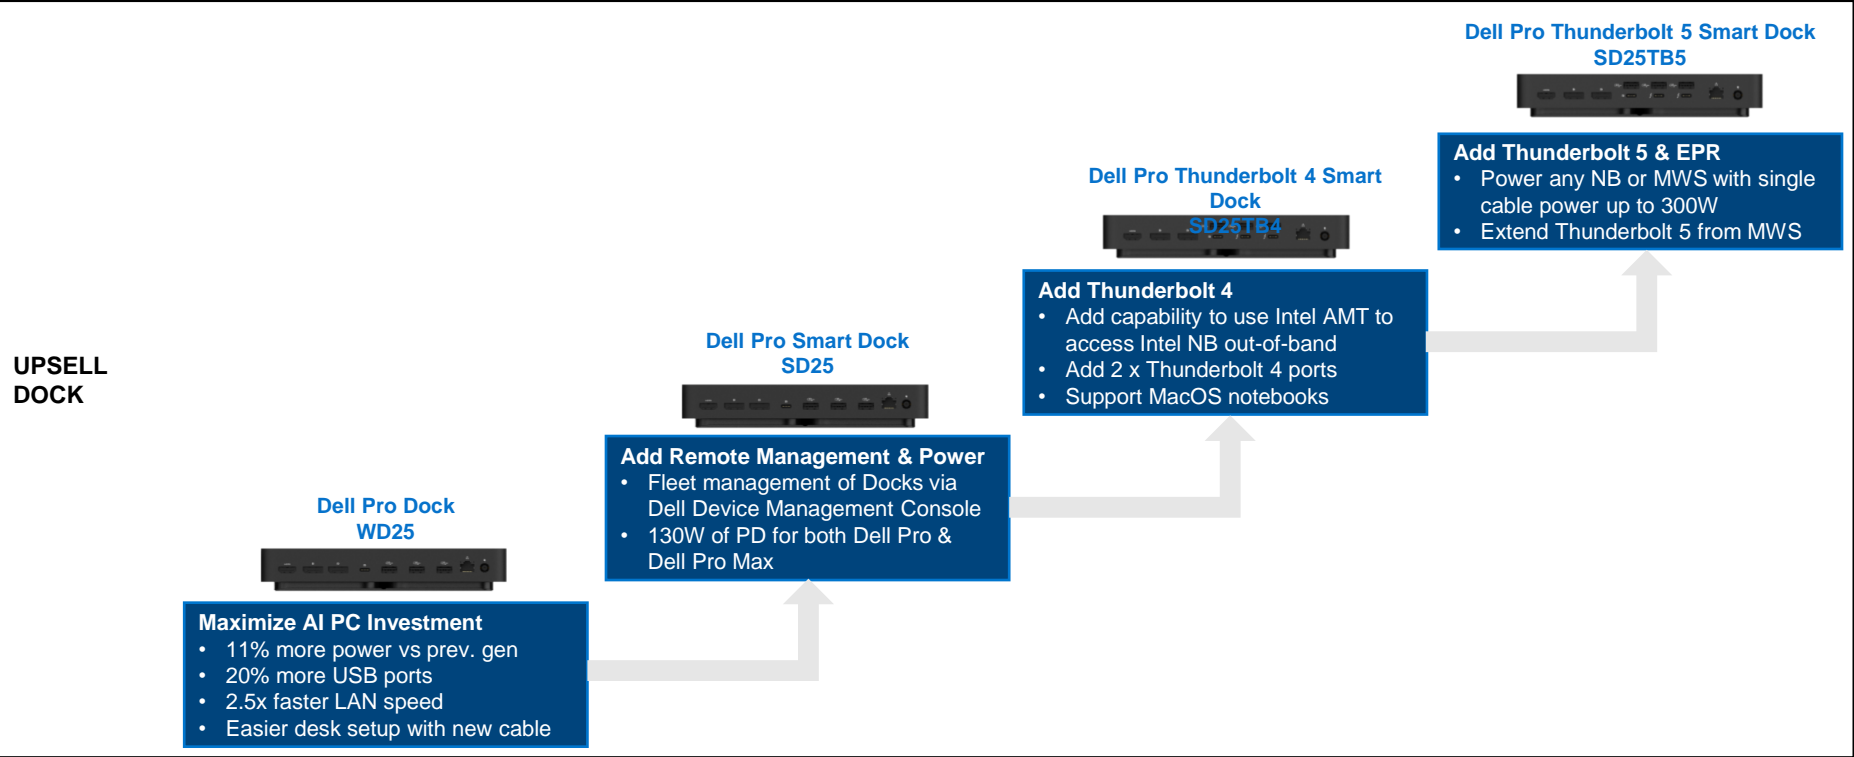 UPSELL
DOCK
Dell Pro Dock
WD25
Maximize AI PC Investment
• 11% more power vs prev. gen
• 20% more USB ports
• 2.5x faster LAN speed
• Easier desk setup with new cable
Dell Pro Smart Dock
SD25
Add Remote Management & Power
• Fleet management of Docks via
Dell Device Management Console
• 130W of PD for both Dell Pro &
Dell Pro Max
Dell Pro Thunderbolt 4 Smart
Dock
SD25TB4
Add Thunderbolt 4
• Add capability to use Intel AMT to
access Intel NB out-of-band
• Add 2 x Thunderbolt 4 ports
• Support MacOS notebooks
Dell Pro Thunderbolt 5 Smart Dock
SD25TB5
Add Thunderbolt 5 & EPR
• Power any NB or MWS with single
cable power up to 300W
• Extend Thunderbolt 5 from MWS